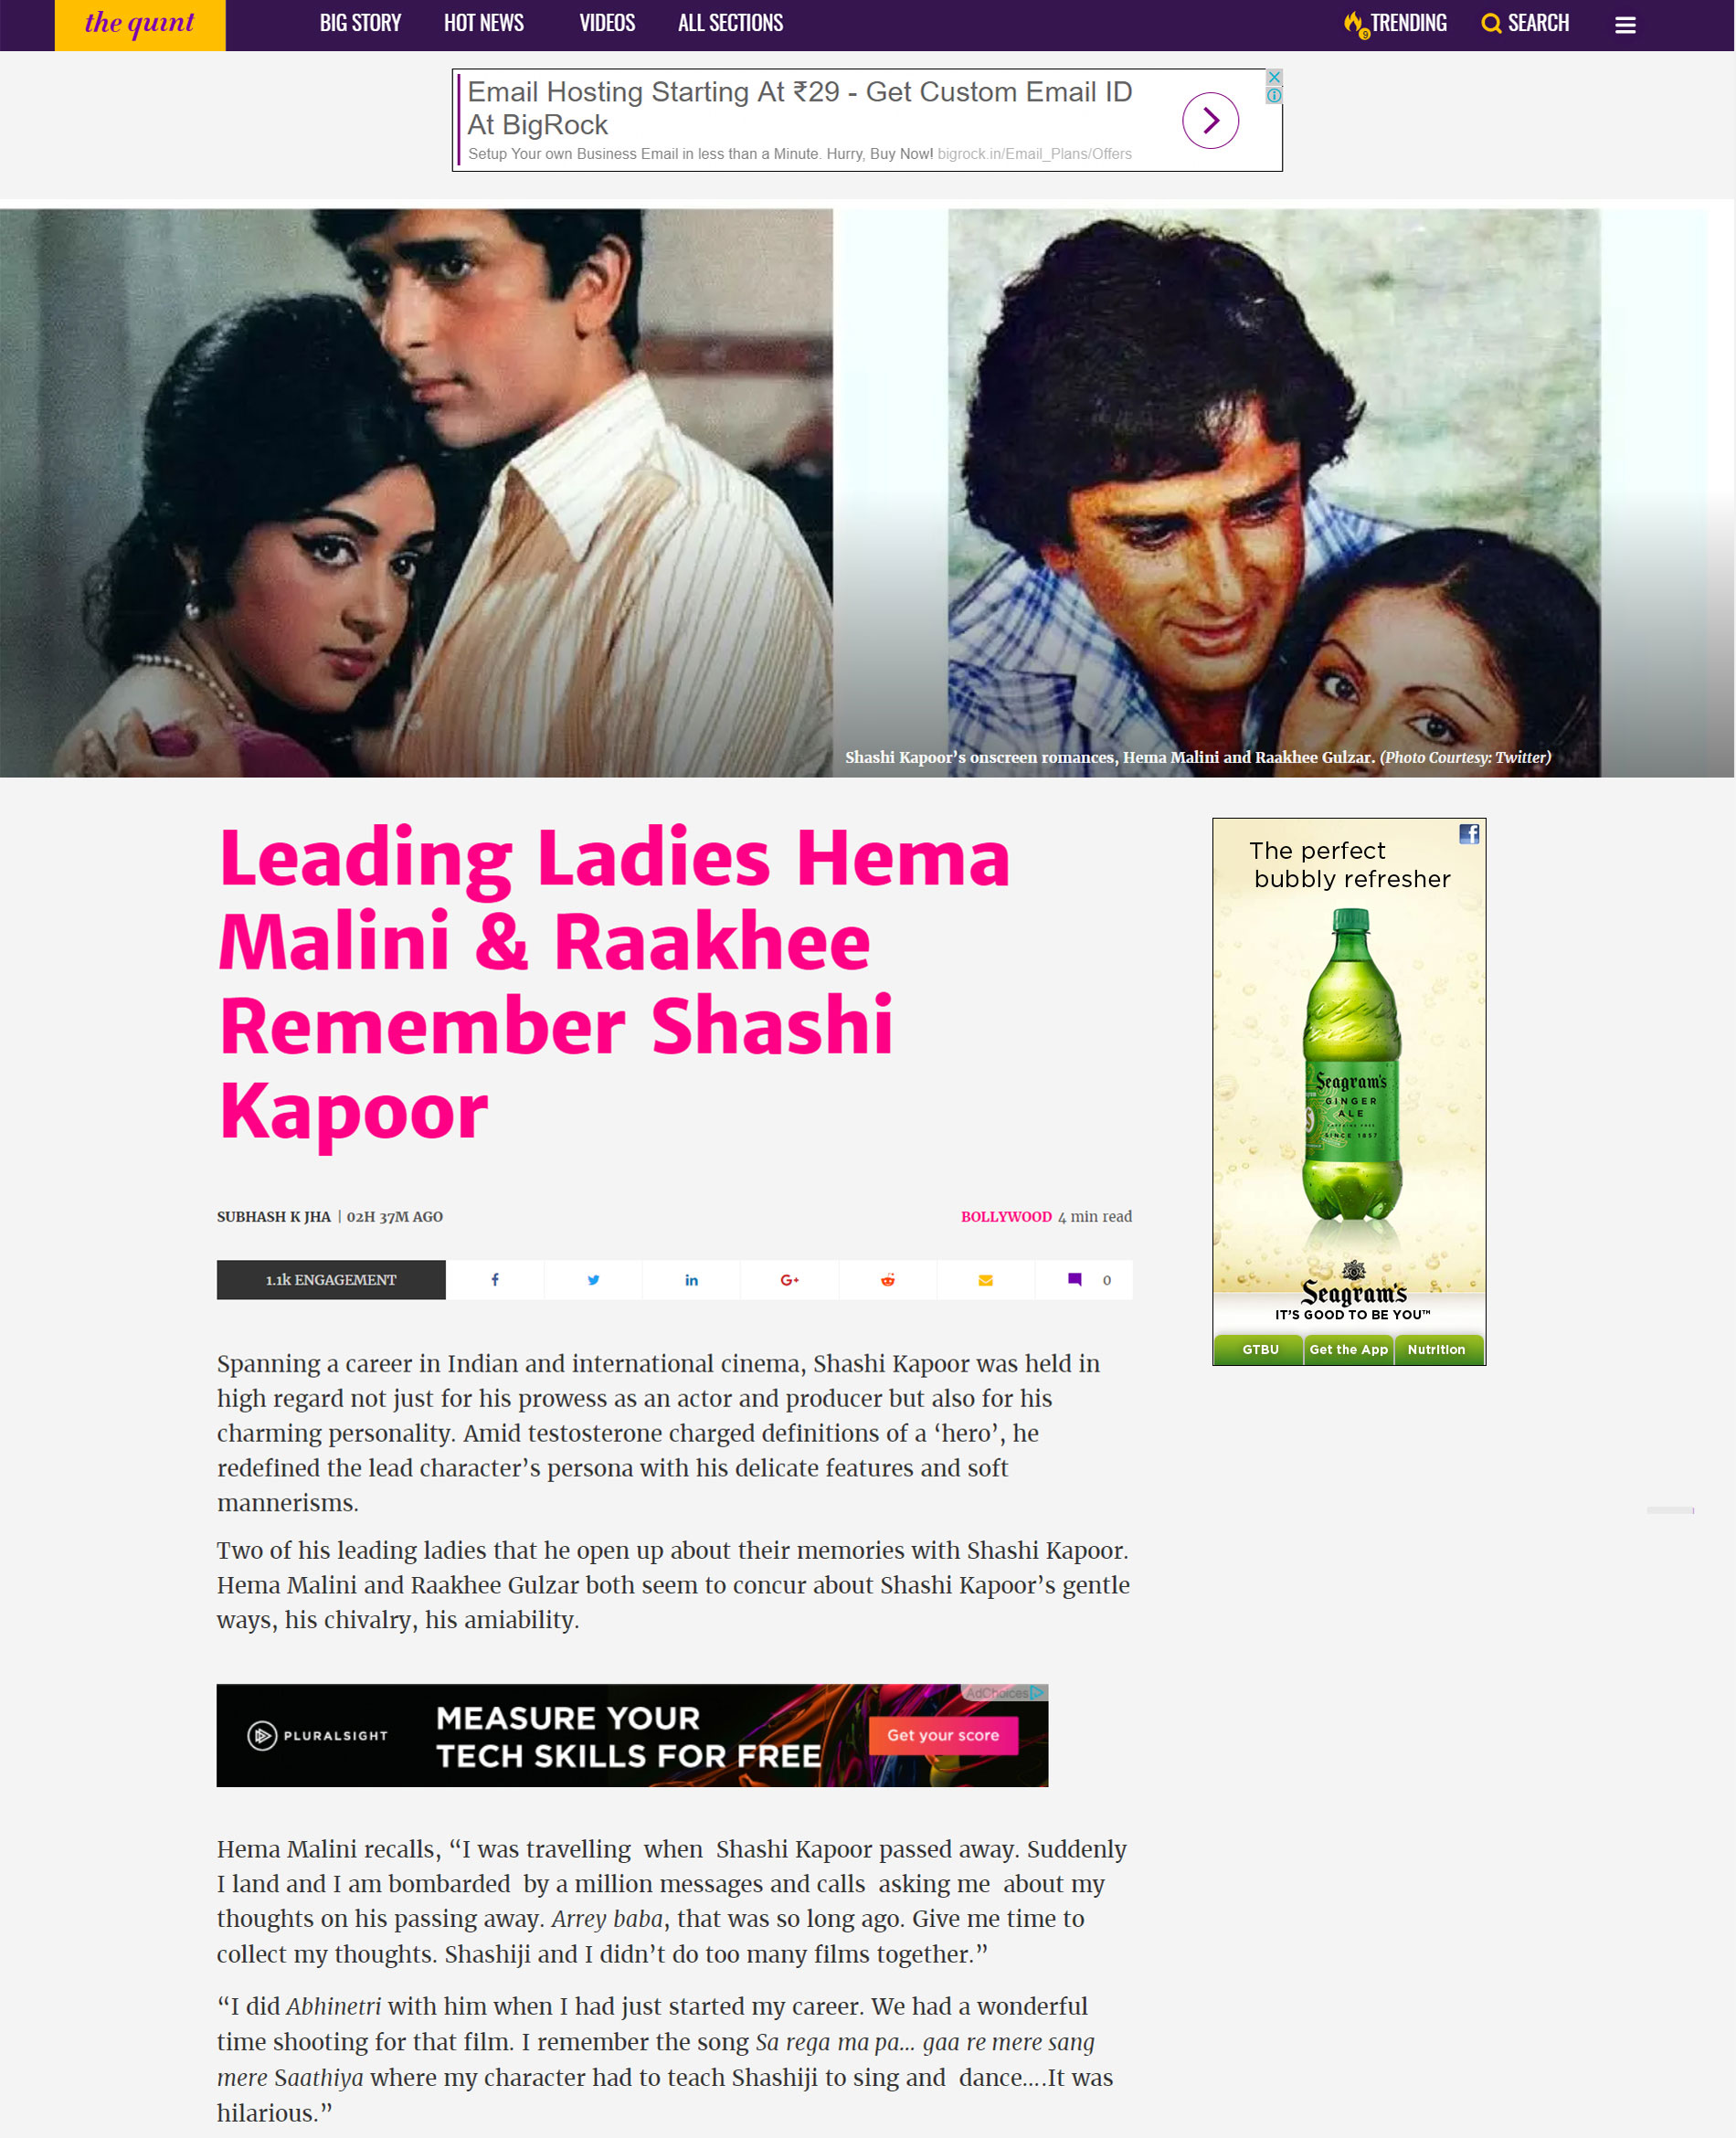 the quint
BIG STORY HOT NEWS VIDEOS ALL SECTIONS 9 TRENDING SEARCH
Email Hosting Starting At ₹29 - Get Custom Email ID
At BigRock
Setup Your own Business Email in less than a Minute. Hurry, Buy Now! bigrock.in/Email_Plans/Offers
Shashi Kapoor’s onscreen romances, Hema Malini and Raakhee Gulzar. (Photo Courtesy: Twitter)
Leading Ladies Hema
Malini & Raakhee
Remember Shashi
Kapoor
SUBHASH K JHA | 02H 37M AGO
BOLLYWOOD 4 min read
1.1k ENGAGEMENT f in G+ 0
Spanning a career in Indian and international cinema, Shashi Kapoor was held in
high regard not just for his prowess as an actor and producer but also for his
charming personality. Amid testosterone charged definitions of a ‘hero’, he
redefined the lead character’s persona with his delicate features and soft
mannerisms.
Two of his leading ladies that he open up about their memories with Shashi Kapoor.
Hema Malini and Raakhee Gulzar both seem to concur about Shashi Kapoor’s gentle
ways, his chivalry, his amiability.
PLURALSIGHT
MEASURE YOUR
TECH SKILLS FOR FREE
Get your score
AdChoices
Hema Malini recalls, “I was travelling when Shashi Kapoor passed away. Suddenly
I land and I am bombarded by a million messages and calls asking me about my
thoughts on his passing away. Arrey baba, that was so long ago. Give me time to
collect my thoughts. Shashiji and I didn’t do too many films together.”
“I did Abhinetri with him when I had just started my career. We had a wonderful
time shooting for that film. I remember the song Sa rega ma pa... gaa re mere sang
mere Saathiya where my character had to teach Shashiji to sing and dance....It was
hilarious.”
f
The perfect
bubbly refresher
Seagram's
GINGER
ALE
CAFFEINE FREE
SINCE 1857
Seagram's
IT'S GOOD TO BE YOU™
GTBU Get the App Nutrition